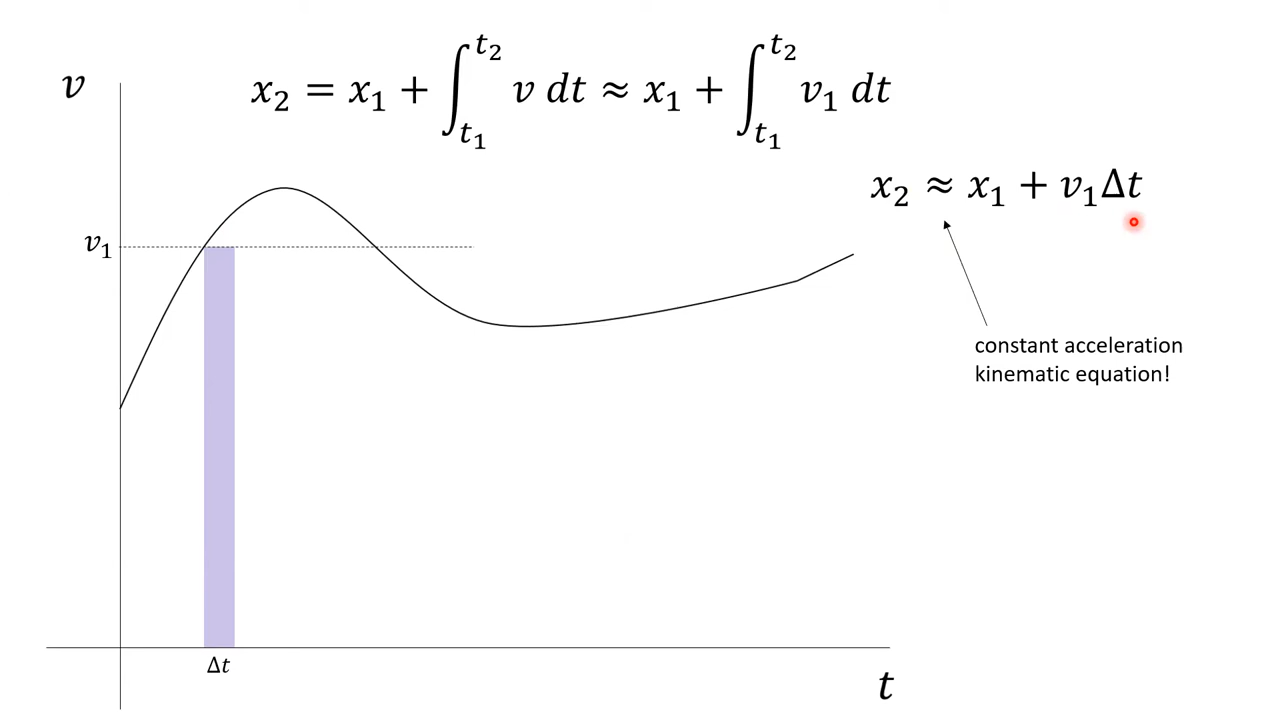 v
x₂ = x₁ + ∫_{t₁}^{t₂} v dt ≈ x₁ + ∫_{t₁}^{t₂} v₁ dt
x₂ ≈ x₁ + v₁Δt
v₁
constant acceleration
kinematic equation!
Δt
t